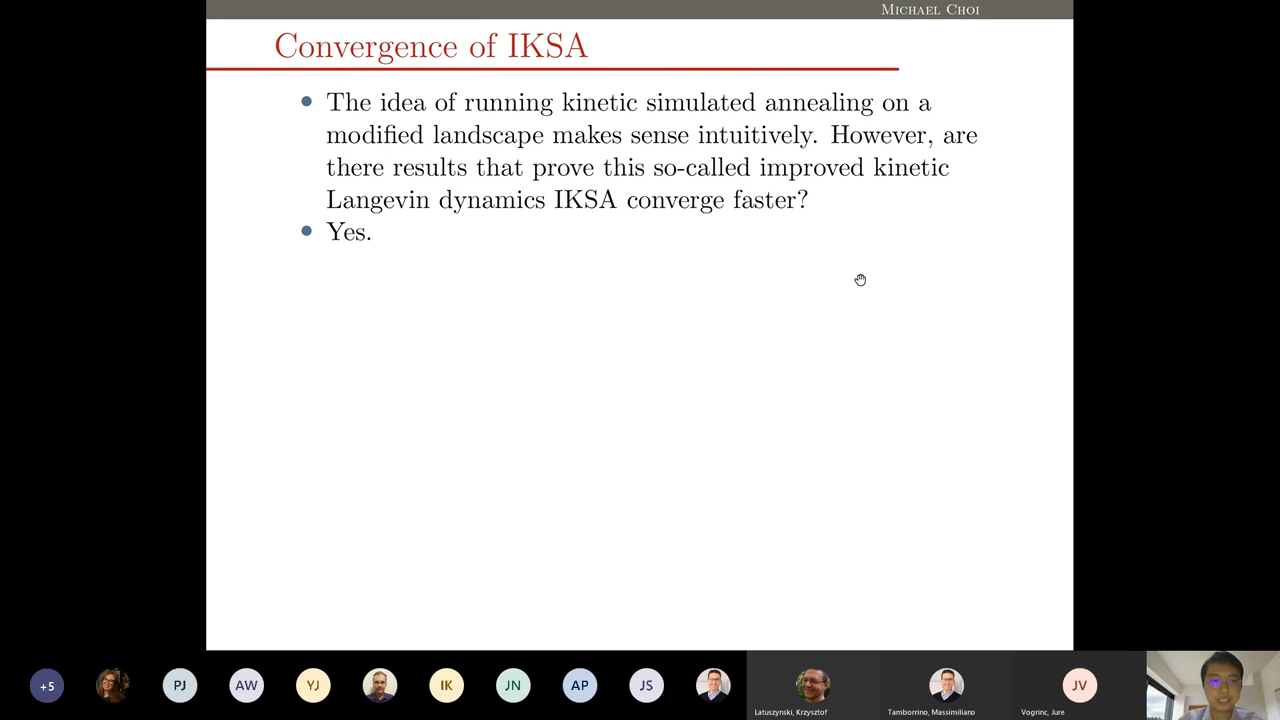 MICHAEL CHOI
Convergence of IKSA
• The idea of running kinetic simulated annealing on a
modified landscape makes sense intuitively. However, are
there results that prove this so-called improved kinetic
Langevin dynamics IKSA converge faster?
• Yes.
+5
PJ
AW
YJ
IK
JN
AP
JS
JV
Latuszynski, Krzysztof
Tamborrino, Massimiliano
Vogrinc, Jure